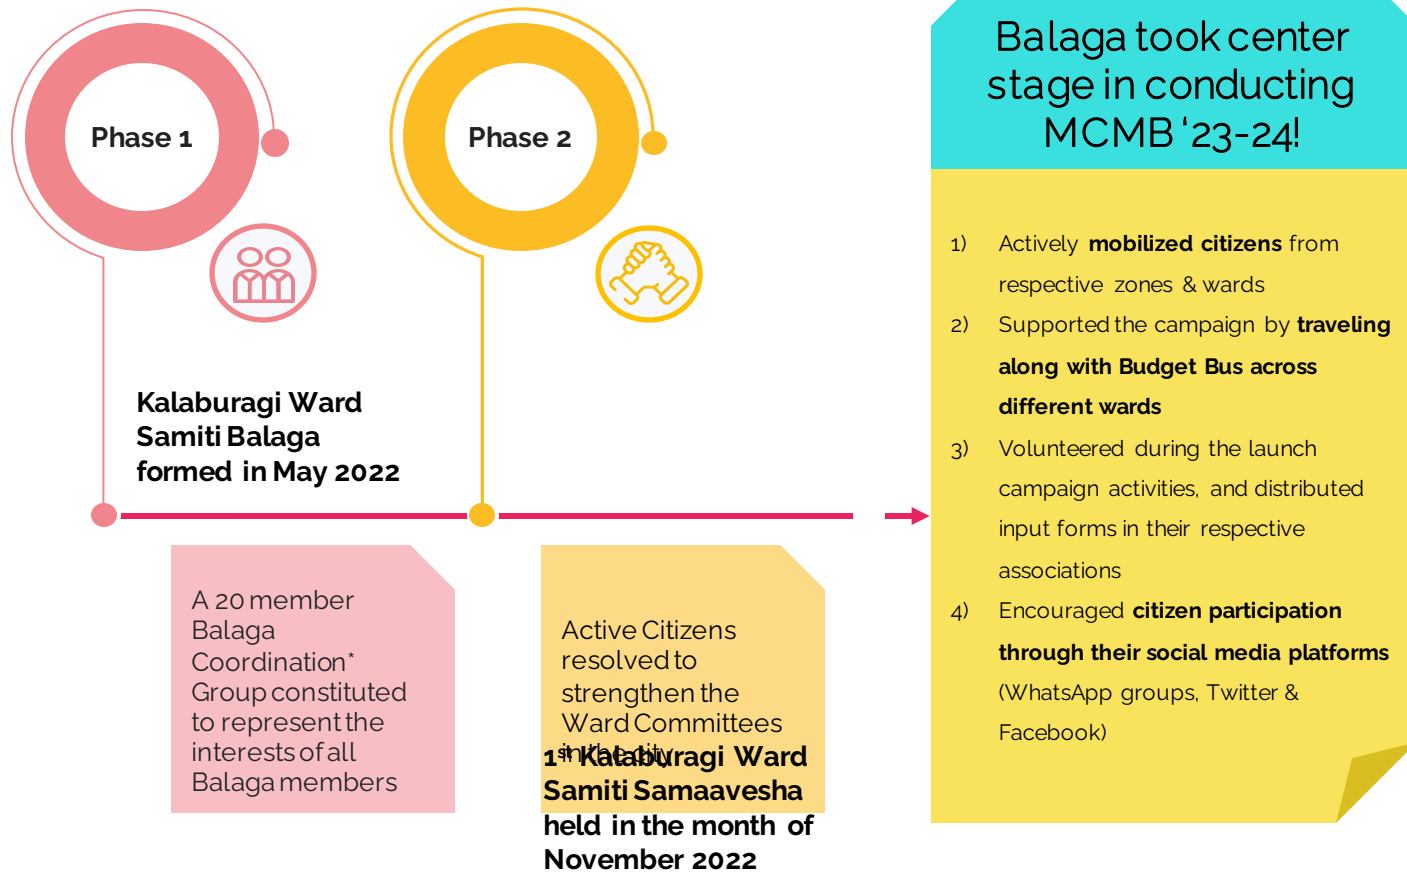 Phase 1
Kalaburagi Ward
Samiti Balaga
formed in May 2022
A 20 member
Balaga
Coordination*
Group constituted
to represent the
interests of all
Balaga members
Phase 2
Active Citizens
resolved to
strengthen the
Ward Committees
in the city
1st Kalaburagi Ward
Samiti Samaavesha
held in the month of
November 2022
Balaga took center
stage in conducting
MCMB ‘23-24!
1) Actively mobilized citizens from
respective zones & wards
2) Supported the campaign by traveling
along with Budget Bus across
different wards
3) Volunteered during the launch
campaign activities, and distributed
input forms in their respective
associations
4) Encouraged citizen participation
through their social media platforms
(WhatsApp groups, Twitter &
Facebook)